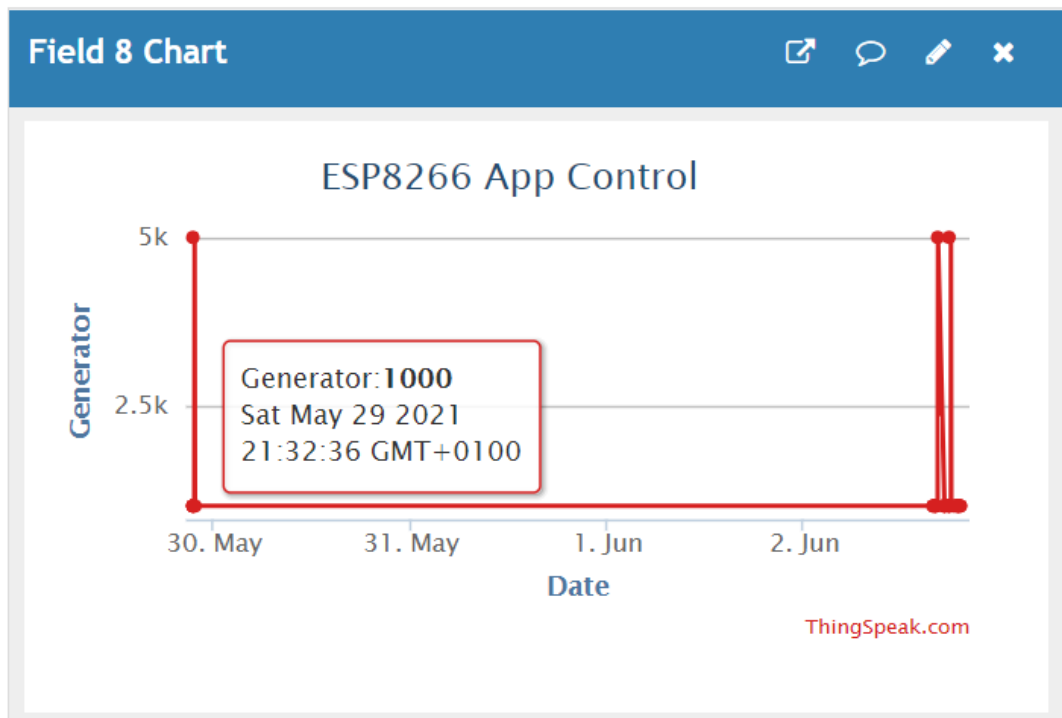 Field 8 Chart
ESP8266 App Control
5k
2.5k
Generator
Generator:1000
Sat May 29 2021
21:32:36 GMT+0100
30. May
31. May
1. Jun
2. Jun
Date
ThingSpeak.com